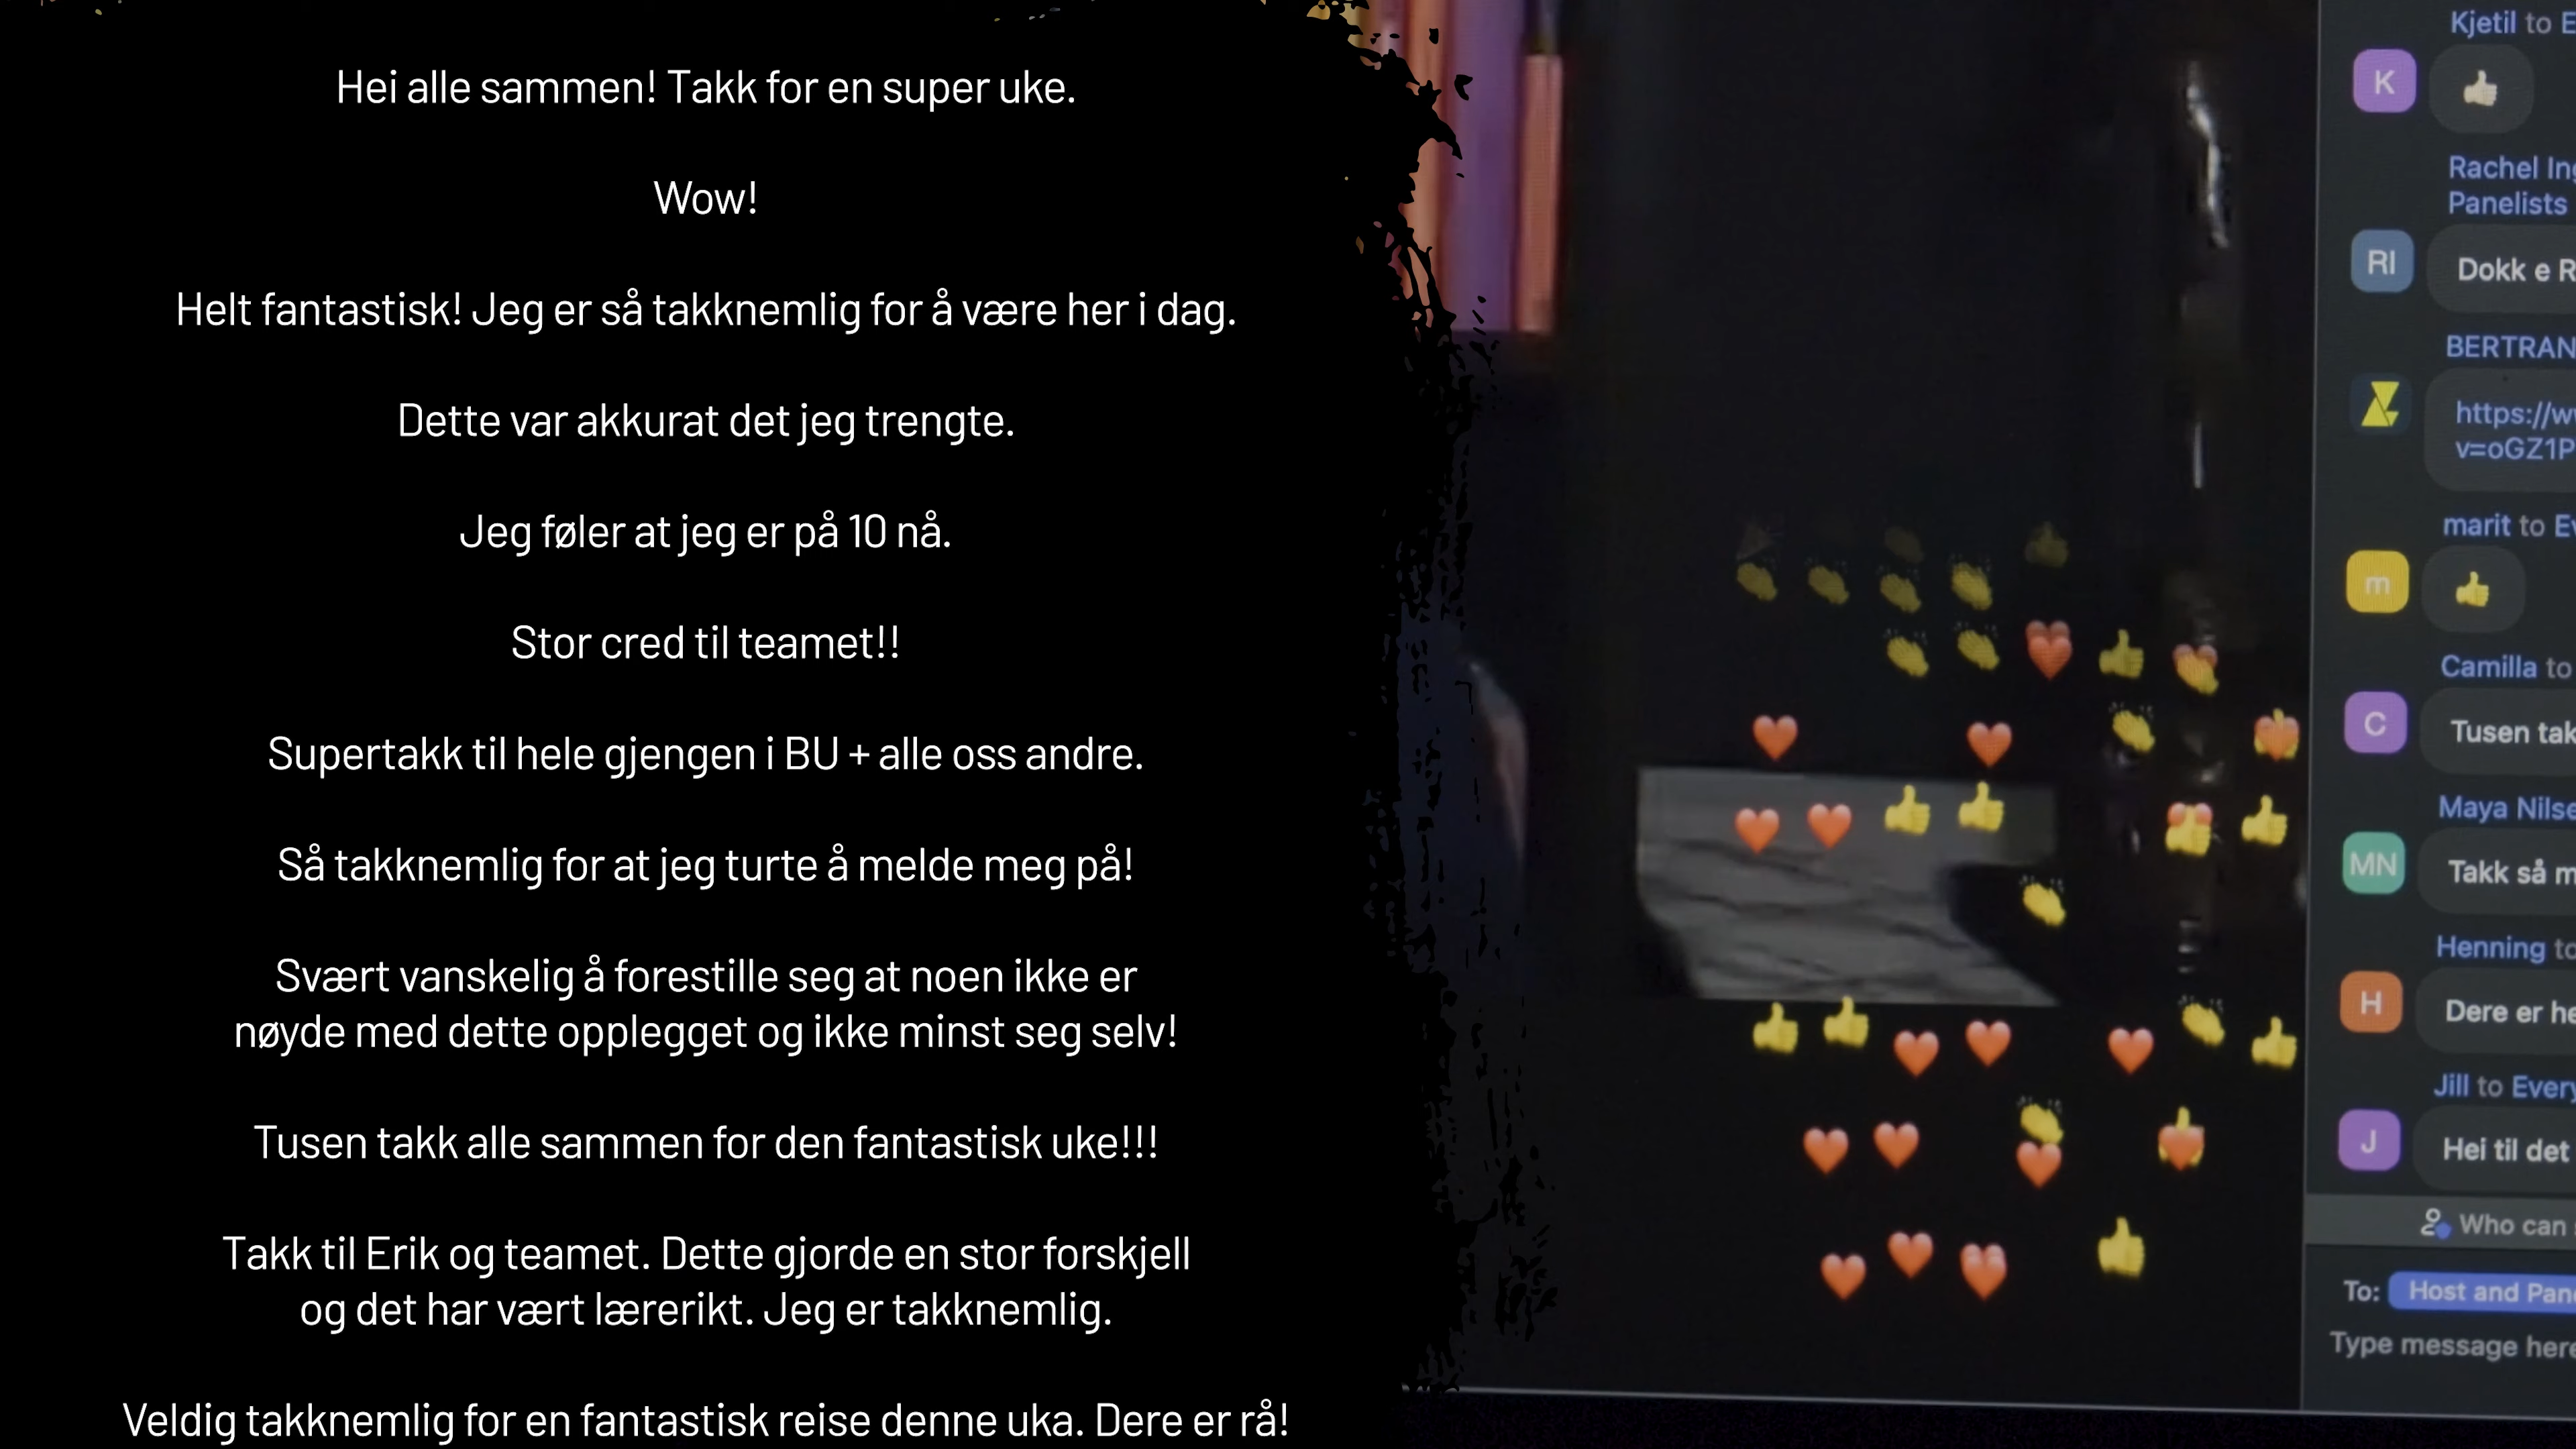 Hei alle sammen! Takk for en super uke.
Wow!
Helt fantastisk! Jeg er så takknemlig for å være her i dag.
Dette var akkurat det jeg trengte.
Jeg føler at jeg er på 10 nå.
Stor cred til teamet!!
Supertakk til hele gjengen i BU + alle oss andre.
Så takknemlig for at jeg turte å melde meg på!
Svært vanskelig å forestille seg at noen ikke er
nøyde med dette opplegget og ikke minst seg selv!
Tusen takk alle sammen for den fantastisk uke!!!
Takk til Erik og teamet. Dette gjorde en stor forskjell
og det har vært lærerikt. Jeg er takknemlig.
Veldig takknemlig for en fantastisk reise denne uka. Dere er rå!
Kjetil to
K
Rachel
Panelists
RI
Dokk e
https://
marit to
m
Camilla to
C
Tusen
Maya
MN
Takk så
Henning
H
Dere er
Jill to
J
Hei til det
Who can
To: Host and
Type message here